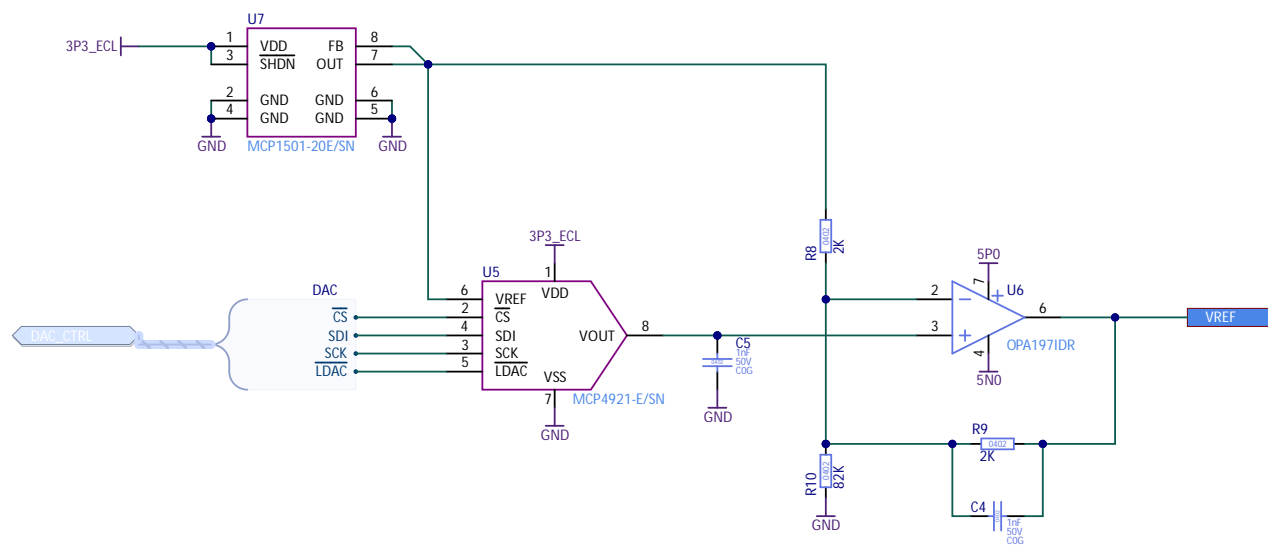 U7
3P3_ECL
1 VDD FB 8
3 SHDN OUT 7
2 GND GND 6
4 GND GND 5
GND GND
MCP1501-20E/SN
3P3_ECL
R8
0402
2K
5P0
DAC
U5
1
VDD
7
U6
6 VREF
2 − +
CS 2 CS
6
VREF
DAC_CTRL
SDI 4 SDI
VOUT 8
3 +
SCK 3 SCK
C5
1nF
50V
C0G
4
OPA197IDR
LDAC 5 LDAC
VSS
5N0
7
MCP4921-E/SN
GND
GND
R9
0402
2K
R10
0402
82K
C4
1nF
50V
C0G
GND